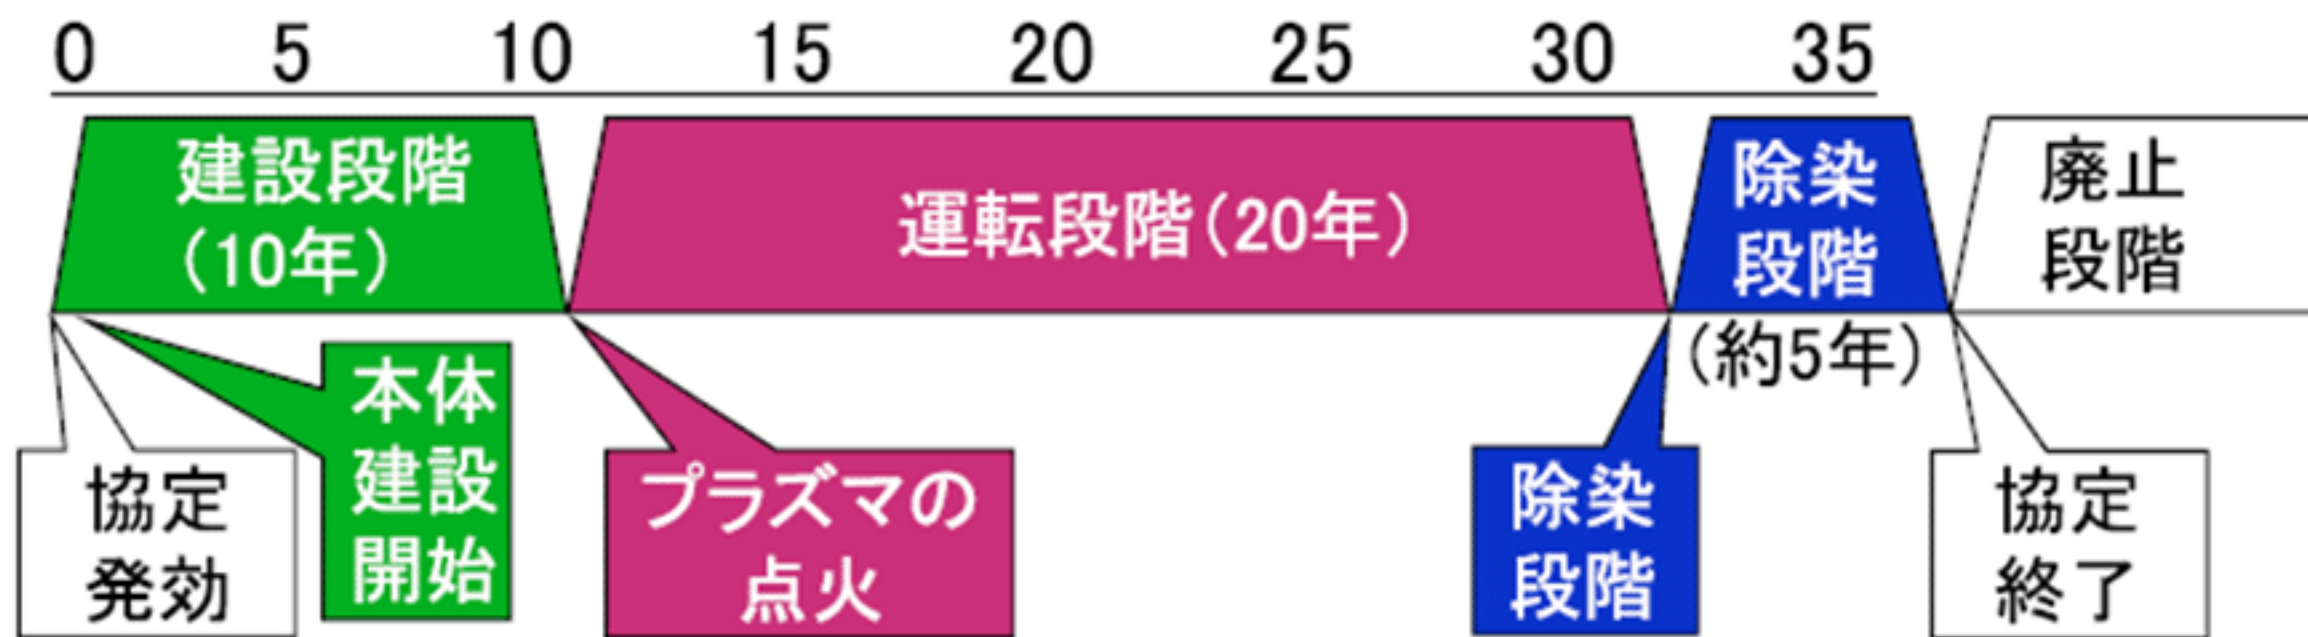 0 5 10 15 20 25 30 35
建設段階
（10年）
運転段階（20年）
除染
段階
（約5年）
廃止
段階
協定
発効
本体
建設
開始
プラズマの
点火
除染
段階
協定
終了